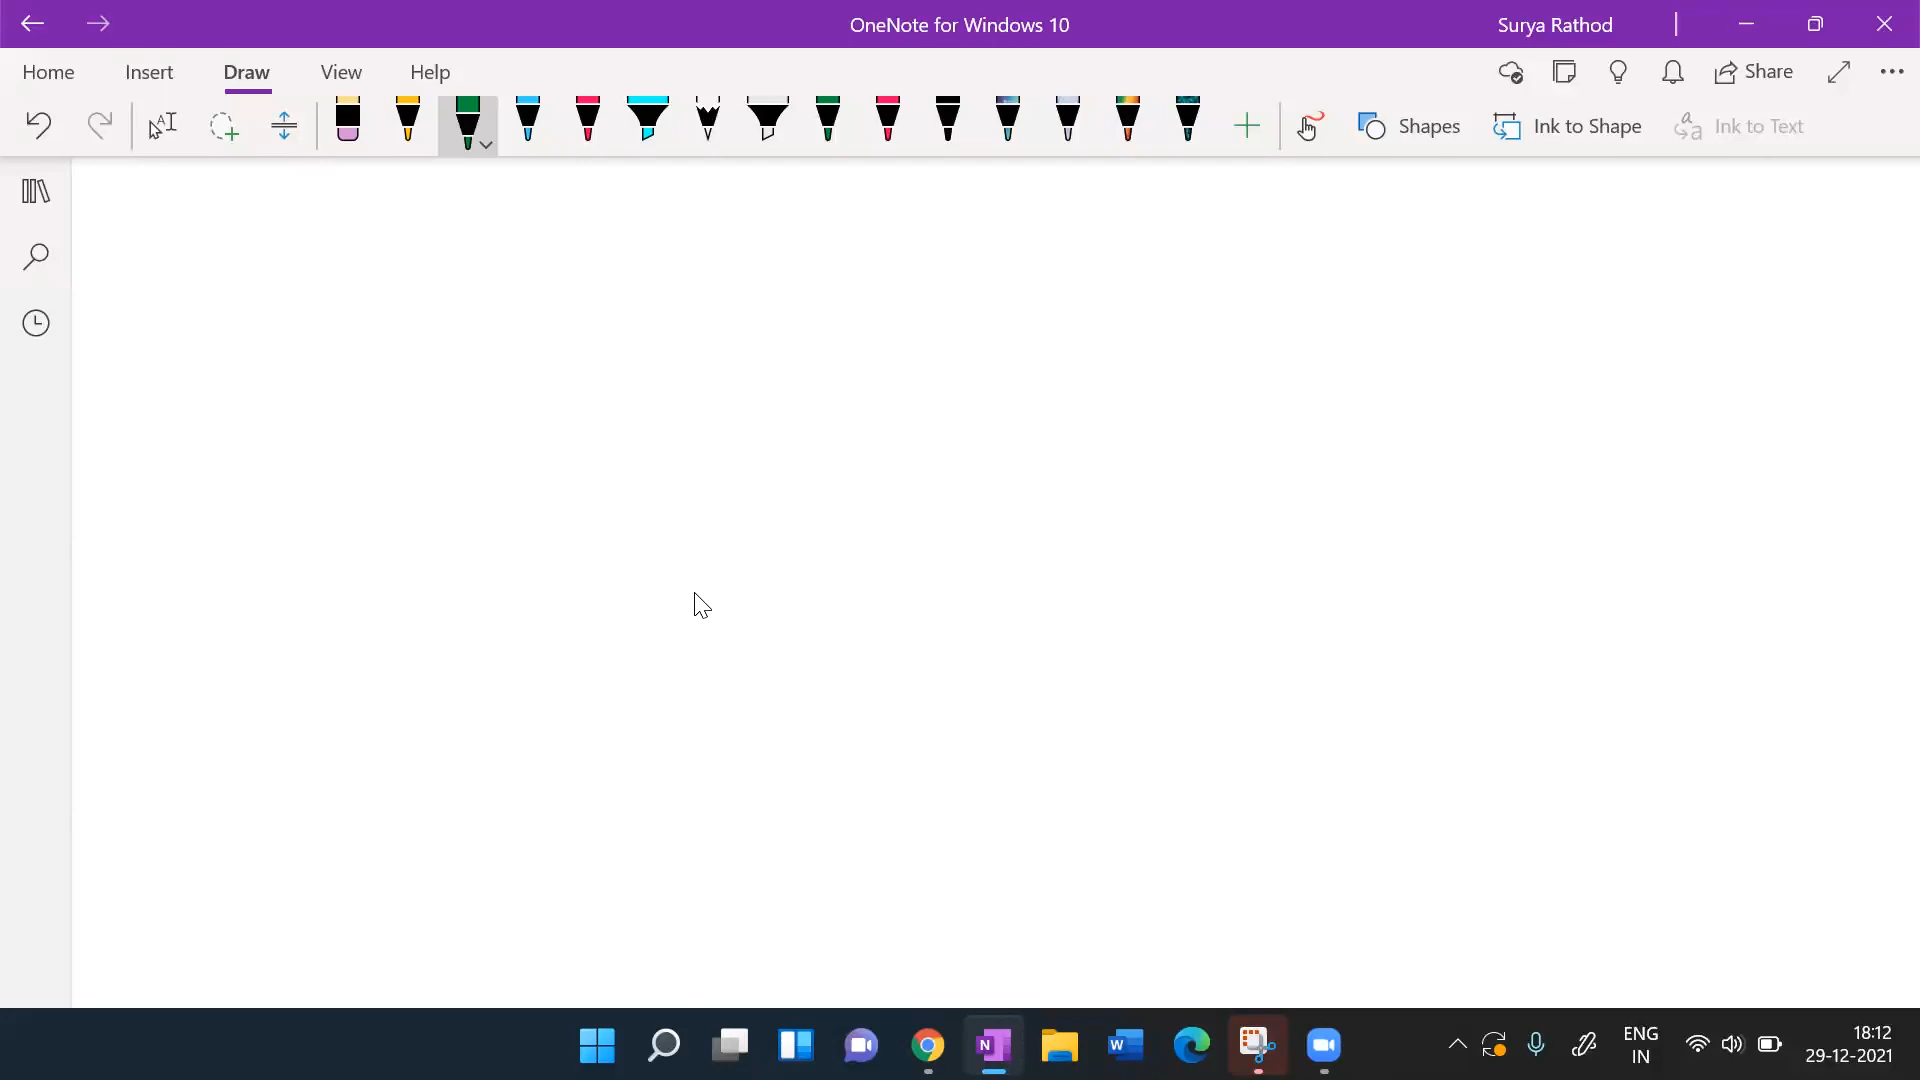 OneNote for Windows 10
Surya Rathod
Home Insert Draw View Help
Share
Shapes
Ink to Shape
Ink to Text
ENG
IN
18:12
29-12-2021